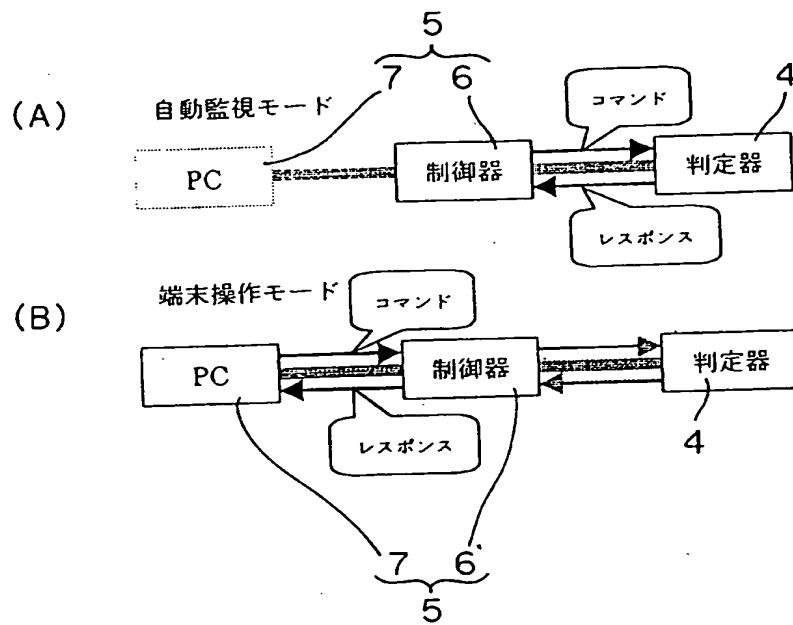 5
7 6
(A) 自動監視モード
コマンド
4
PC
制御器
判定器
レスポンス
(B) 端末操作モード
コマンド
PC
制御器
判定器
レスポンス
4
7 6
5